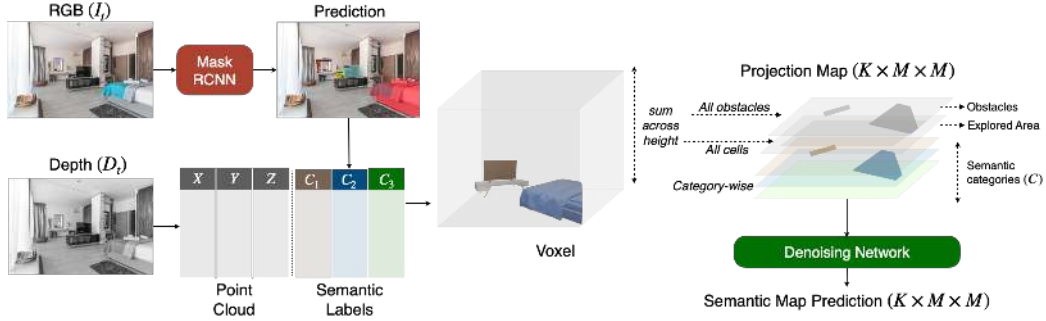 RGB (I_t)
Prediction
Mask
RCNN
Depth (D_t)
X Y Z C_1 C_2 C_3
Point
Cloud
Semantic
Labels
Voxel
sum
across
height
Projection Map (K × M × M)
All obstacles
All cells
Category-wise
Obstacles
Explored Area
Semantic
categories (C)
Denoising Network
Semantic Map Prediction (K × M × M)